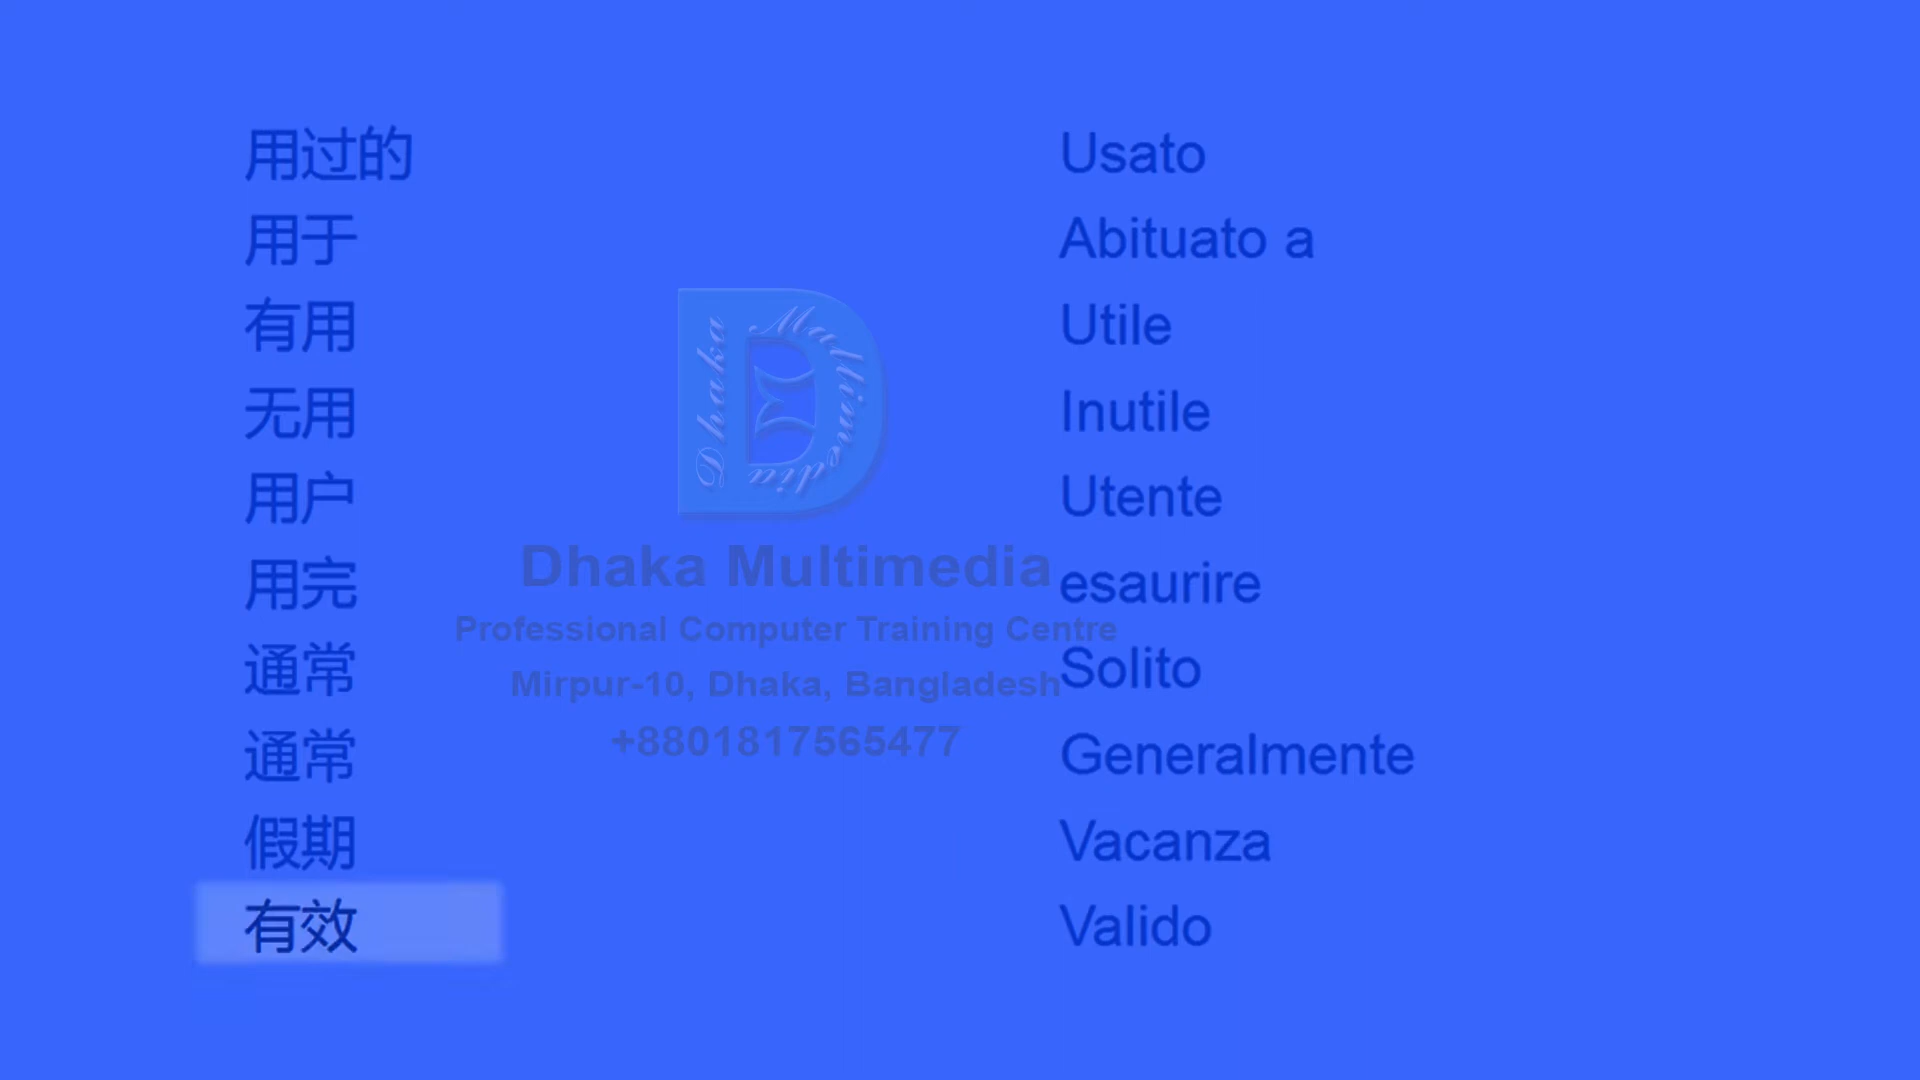 用过的 Usato
用于 Abituato a
有用 Utile
无用 Inutile
用户 Utente
用完 esaurire
通常 Solito
通常 Generalmente
假期 Vacanza
有效 Valido
Dhaka Multimedia
Dhaka Multimedia
Professional Computer Training Centre
Mirpur-10, Dhaka, Bangladesh
+8801817565477